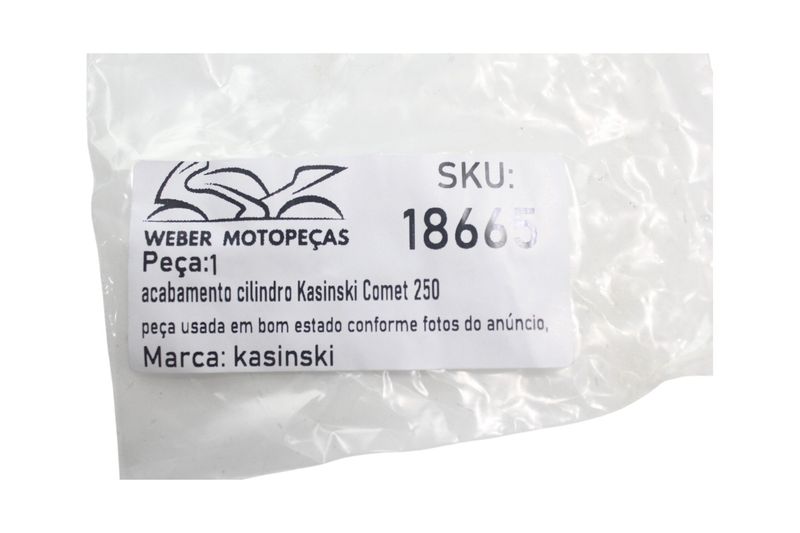 SKU:
18665
WEBER MOTOPEÇAS
Peça:1
acabamento cilindro Kasinski Comet 250
peça usada em bom estado conforme fotos do anúncio,
Marca: kasinski